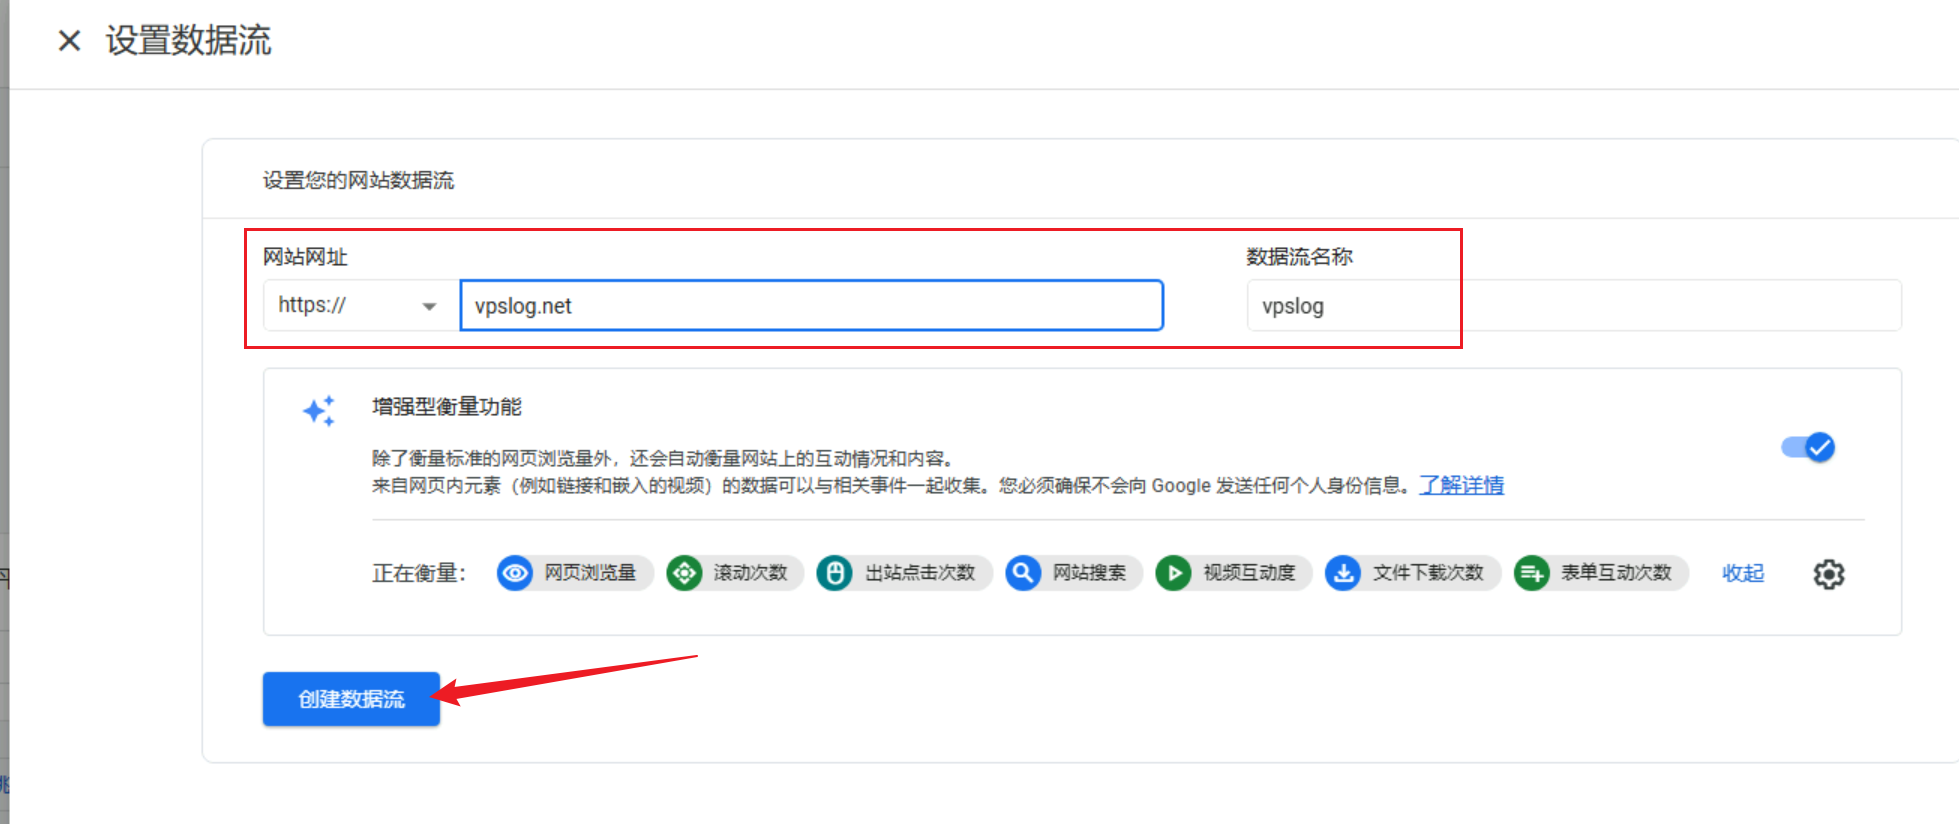 设置数据流
设置您的网站数据流
网站网址
数据流名称
https://
vpslog.net
vpslog
增强型衡量功能
除了衡量标准的网页浏览量外，还会自动衡量网站上的互动情况和内容。
来自网页内元素（例如链接和嵌入的视频）的数据可以与相关事件一起收集。您必须确保不会向 Google 发送任何个人身份信息。了解详情
正在衡量： 网页浏览量 滚动次数 出站点击次数 网站搜索 视频互动度 文件下载次数 表单互动次数 收起
创建数据流